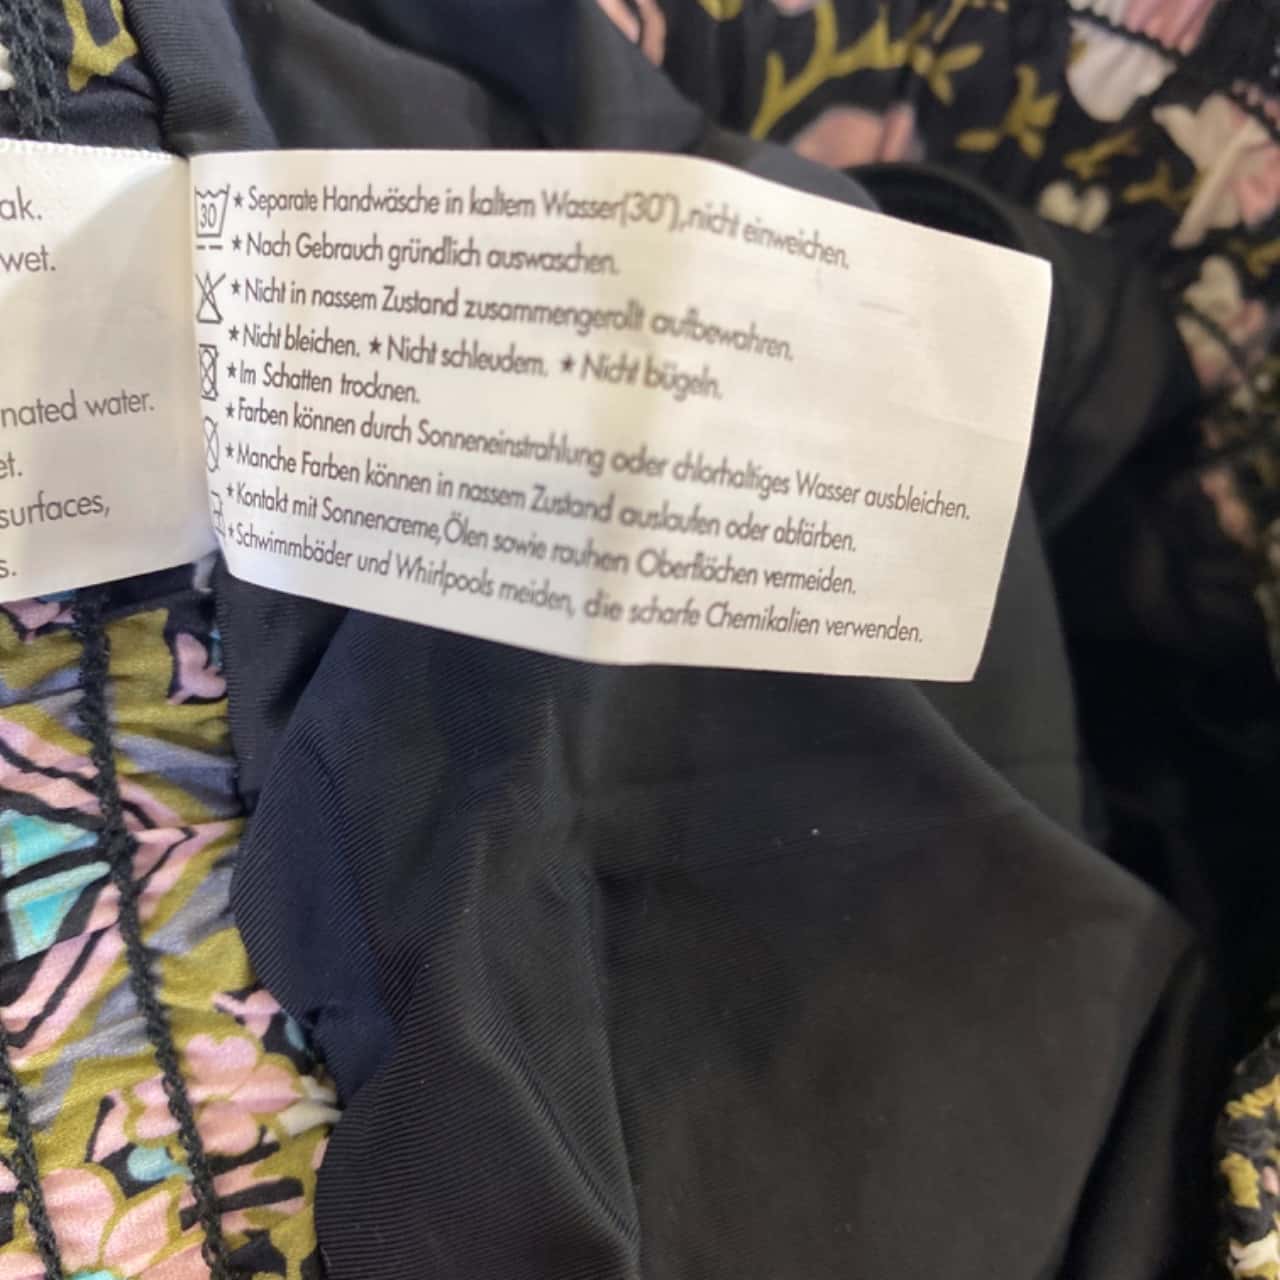 ak.
wet.
nated water.
et.
surfaces,
s.
30
★ Separate Handwäsche in kaltem Wasser(30°),nicht einweichen.
★ Nach Gebrauch gründlich auswaschen.
★ Nicht in nassem Zustand zusammengerollt aufbewahren.
★ Nicht bleichen. ★ Nicht schleudern. ★ Nicht bügeln.
★ Im Schatten trocknen.
★ Farben können durch Sonneneinstrahlung oder chlorhaltiges Wasser ausbleichen.
★ Manche Farben können in nassem Zustand auslaufen oder abfärben.
★ Kontakt mit Sonnencreme,Ölen sowie rauhen Oberflächen vermeiden.
★ Schwimmbäder und Whirlpools meiden, die scharfe Chemikalien verwenden.